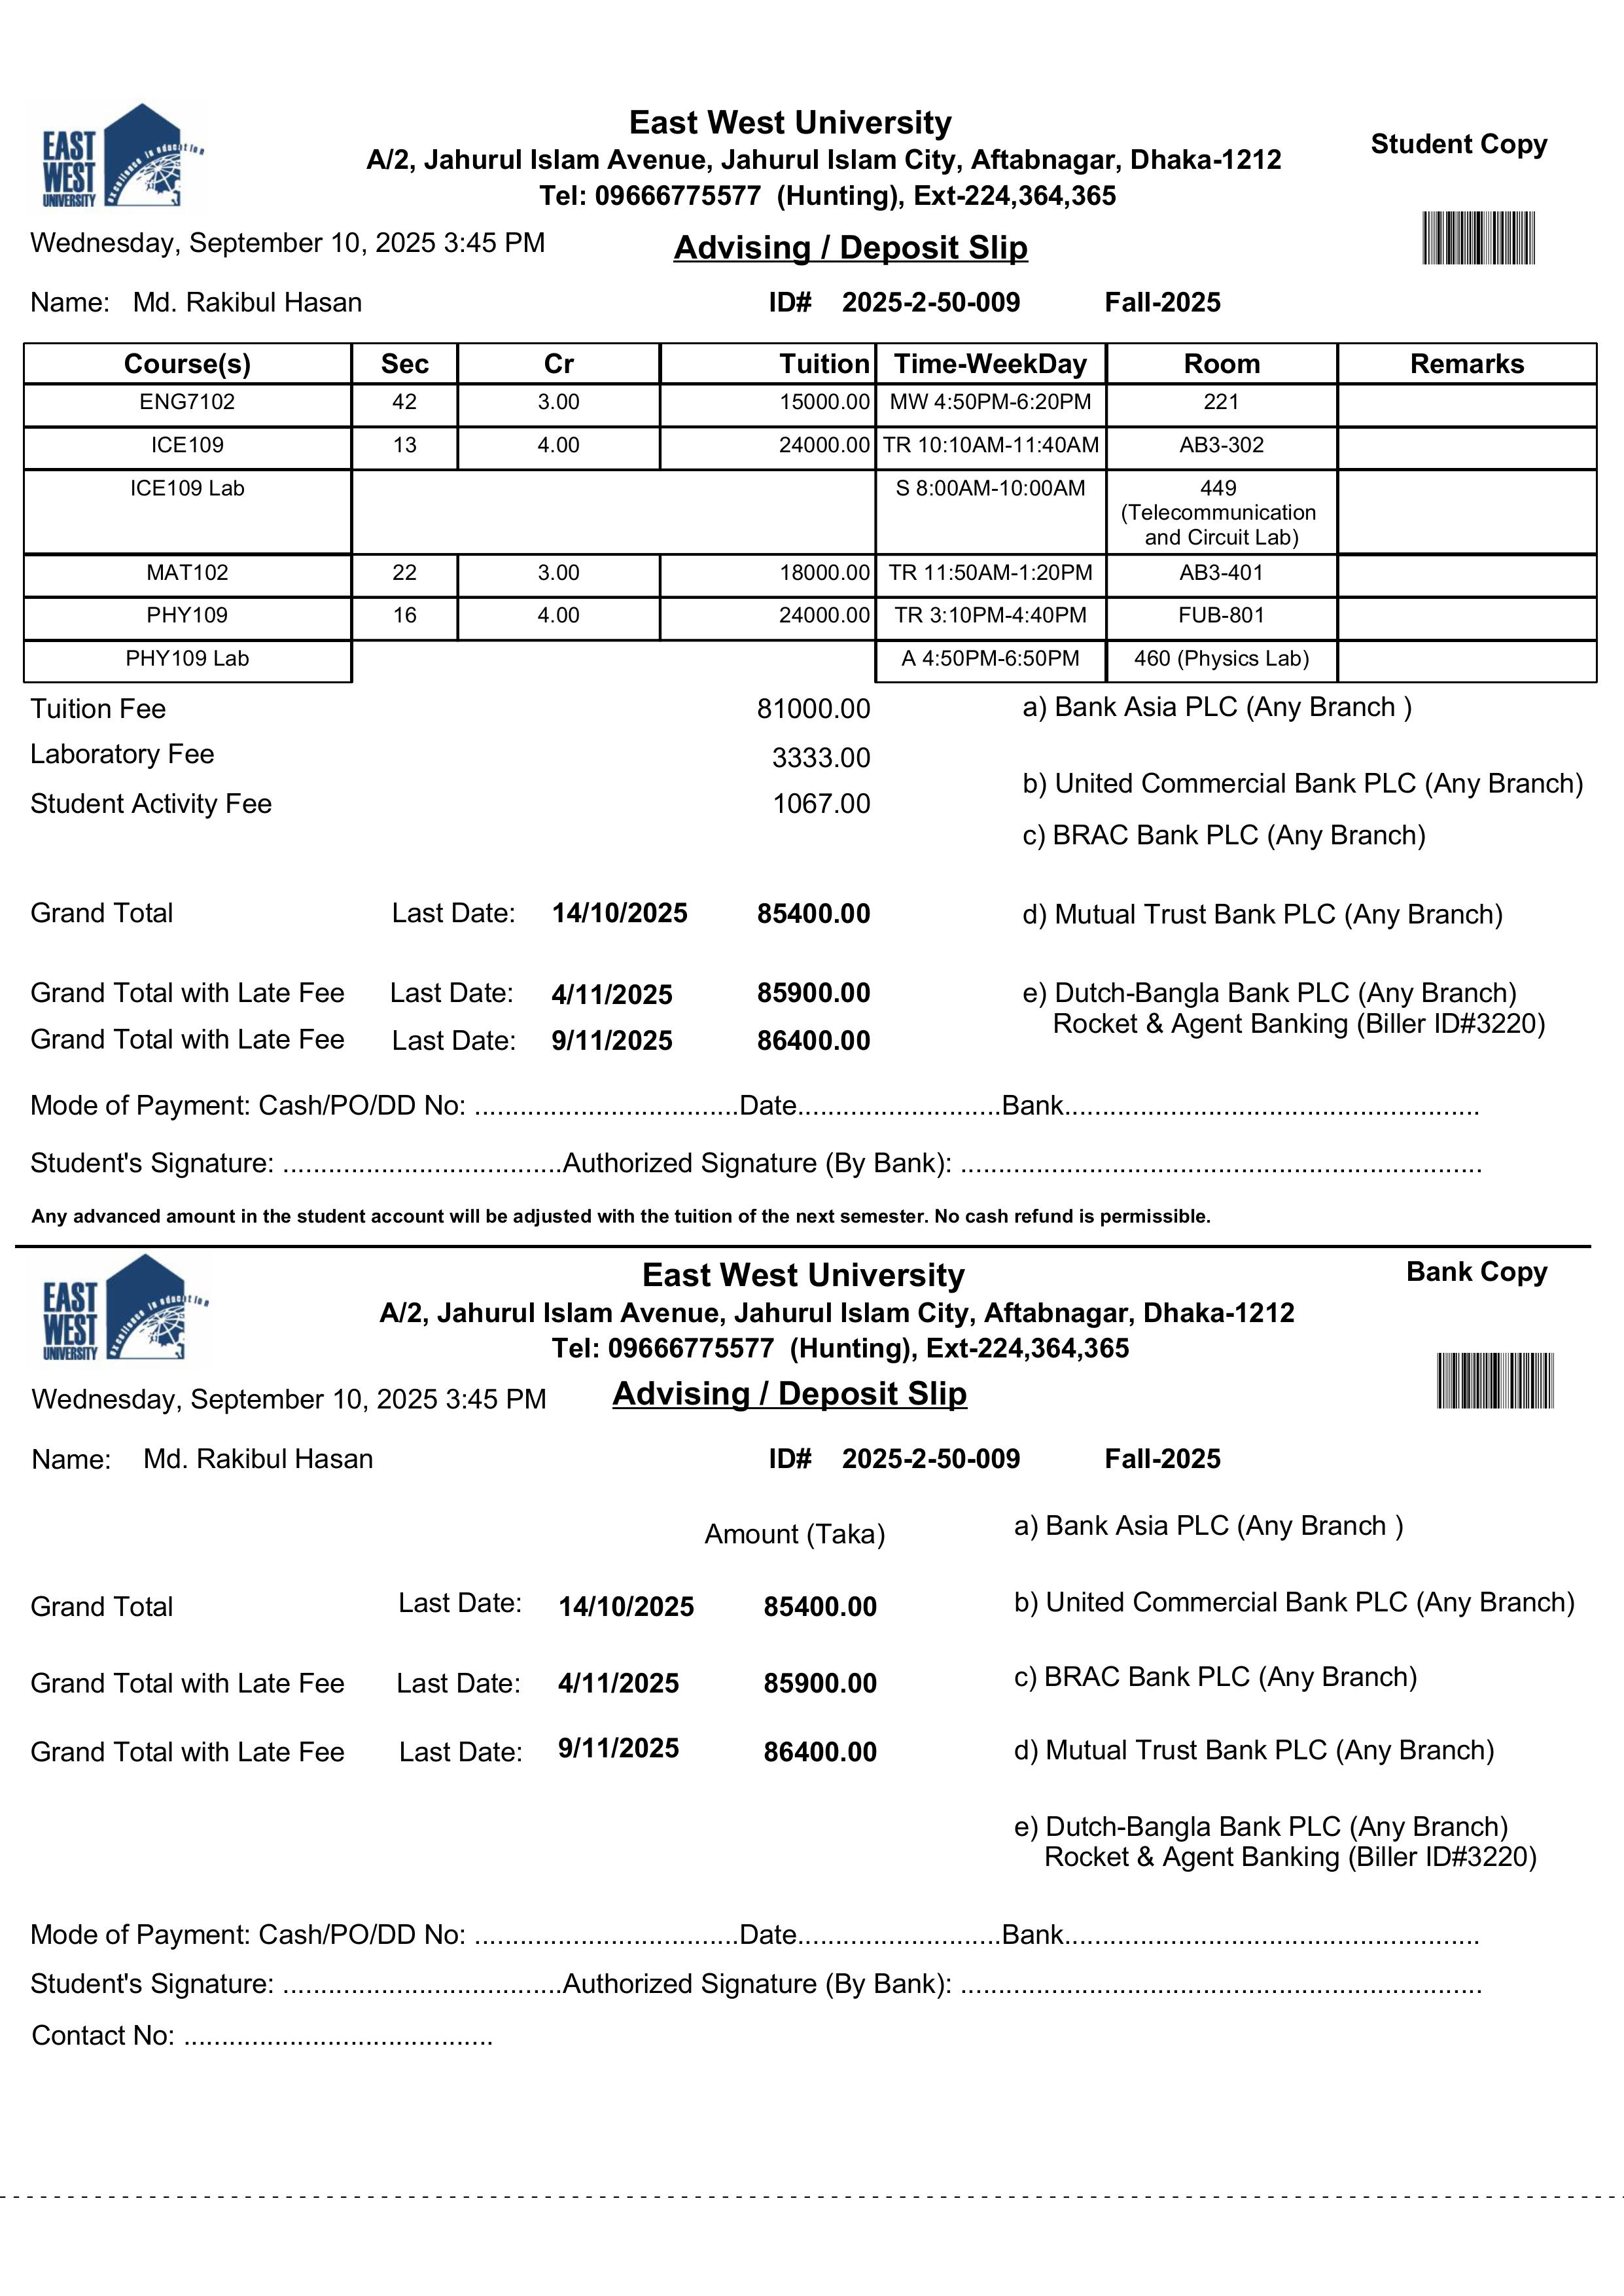 EAST WEST UNIVERSITY
excellence in education
East West University
Student Copy
A/2, Jahurul Islam Avenue, Jahurul Islam City, Aftabnagar, Dhaka-1212
Tel: 09666775577 (Hunting), Ext-224,364,365
Wednesday, September 10, 2025 3:45 PM
Advising / Deposit Slip
Name: Md. Rakibul Hasan ID# 2025-2-50-009 Fall-2025
Course(s) Sec Cr Tuition Time-WeekDay Room Remarks
ENG7102 42 3.00 15000.00 MW 4:50PM-6:20PM 221
ICE109 13 4.00 24000.00 TR 10:10AM-11:40AM AB3-302
ICE109 Lab S 8:00AM-10:00AM 449
(Telecommunication
and Circuit Lab)
MAT102 22 3.00 18000.00 TR 11:50AM-1:20PM AB3-401
PHY109 16 4.00 24000.00 TR 3:10PM-4:40PM FUB-801
PHY109 Lab A 4:50PM-6:50PM 460 (Physics Lab)
Tuition Fee 81000.00 a) Bank Asia PLC (Any Branch )
Laboratory Fee 3333.00
b) United Commercial Bank PLC (Any Branch)
Student Activity Fee 1067.00
c) BRAC Bank PLC (Any Branch)
Grand Total Last Date: 14/10/2025 85400.00 d) Mutual Trust Bank PLC (Any Branch)
Grand Total with Late Fee Last Date: 4/11/2025 85900.00 e) Dutch-Bangla Bank PLC (Any Branch)
Rocket & Agent Banking (Biller ID#3220)
Grand Total with Late Fee Last Date: 9/11/2025 86400.00
Mode of Payment: Cash/PO/DD No: ..................................Date..........................Bank.....................................................
Student's Signature: ....................................Authorized Signature (By Bank): ...................................................................
Any advanced amount in the student account will be adjusted with the tuition of the next semester. No cash refund is permissible.
EAST WEST UNIVERSITY
excellence in education
East West University
Bank Copy
A/2, Jahurul Islam Avenue, Jahurul Islam City, Aftabnagar, Dhaka-1212
Tel: 09666775577 (Hunting), Ext-224,364,365
Wednesday, September 10, 2025 3:45 PM
Advising / Deposit Slip
Name: Md. Rakibul Hasan ID# 2025-2-50-009 Fall-2025
Amount (Taka) a) Bank Asia PLC (Any Branch )
Grand Total Last Date: 14/10/2025 85400.00 b) United Commercial Bank PLC (Any Branch)
Grand Total with Late Fee Last Date: 4/11/2025 85900.00 c) BRAC Bank PLC (Any Branch)
Grand Total with Late Fee Last Date: 9/11/2025 86400.00 d) Mutual Trust Bank PLC (Any Branch)
e) Dutch-Bangla Bank PLC (Any Branch)
Rocket & Agent Banking (Biller ID#3220)
Mode of Payment: Cash/PO/DD No: ..................................Date..........................Bank.....................................................
Student's Signature: ....................................Authorized Signature (By Bank): ...................................................................
Contact No: ........................................